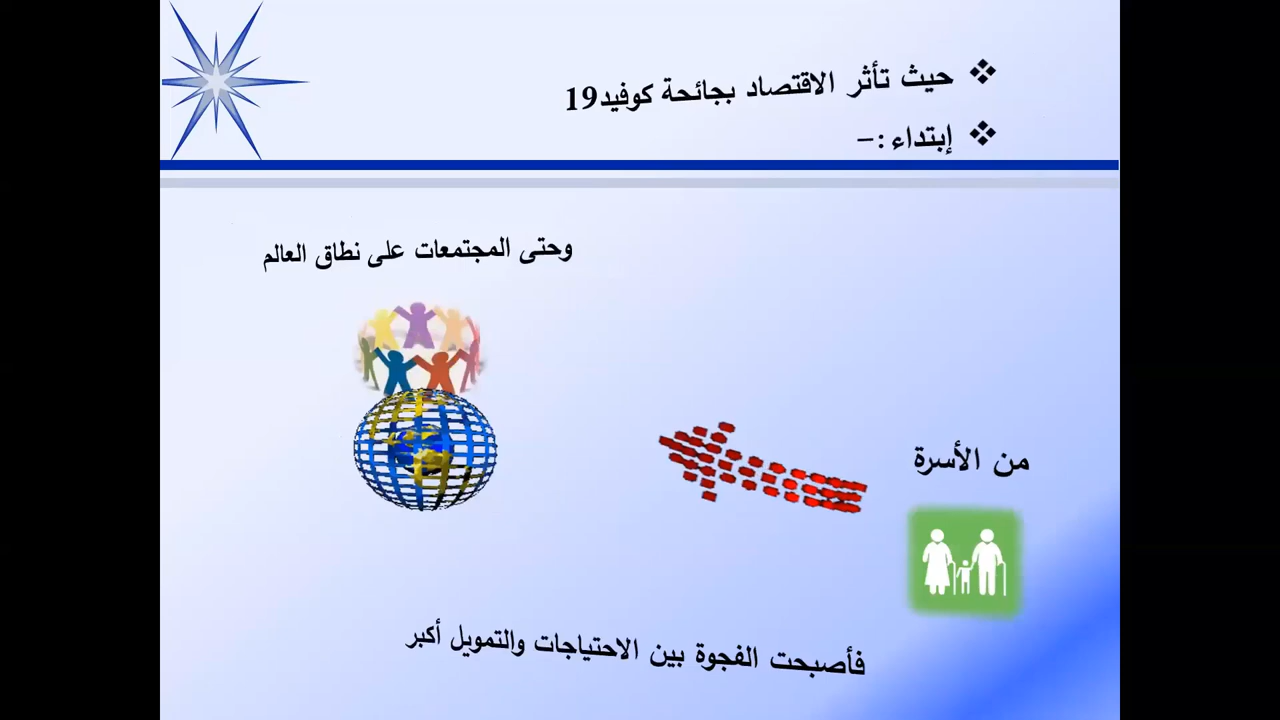 ❖ حيث تأثر الاقتصاد بجائحة كوفيد19
❖ إبتداء :-
وحتى المجتمعات على نطاق العالم
من الأسرة
فأصبحت الفجوة بين الاحتياجات والتمويل أكبر